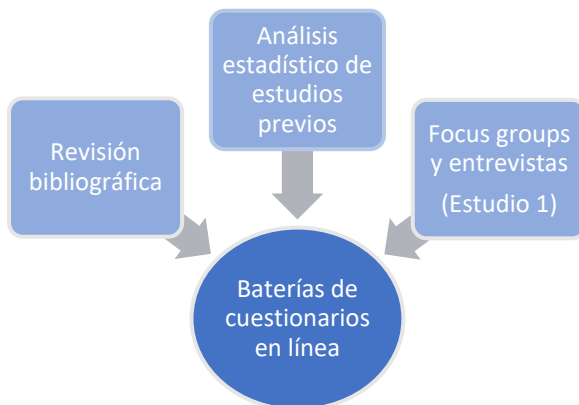 Análisis
estadístico de
estudios
previos
Revisión
bibliográfica
Focus groups
y entrevistas
(Estudio 1)
Baterías de
cuestionarios
en línea